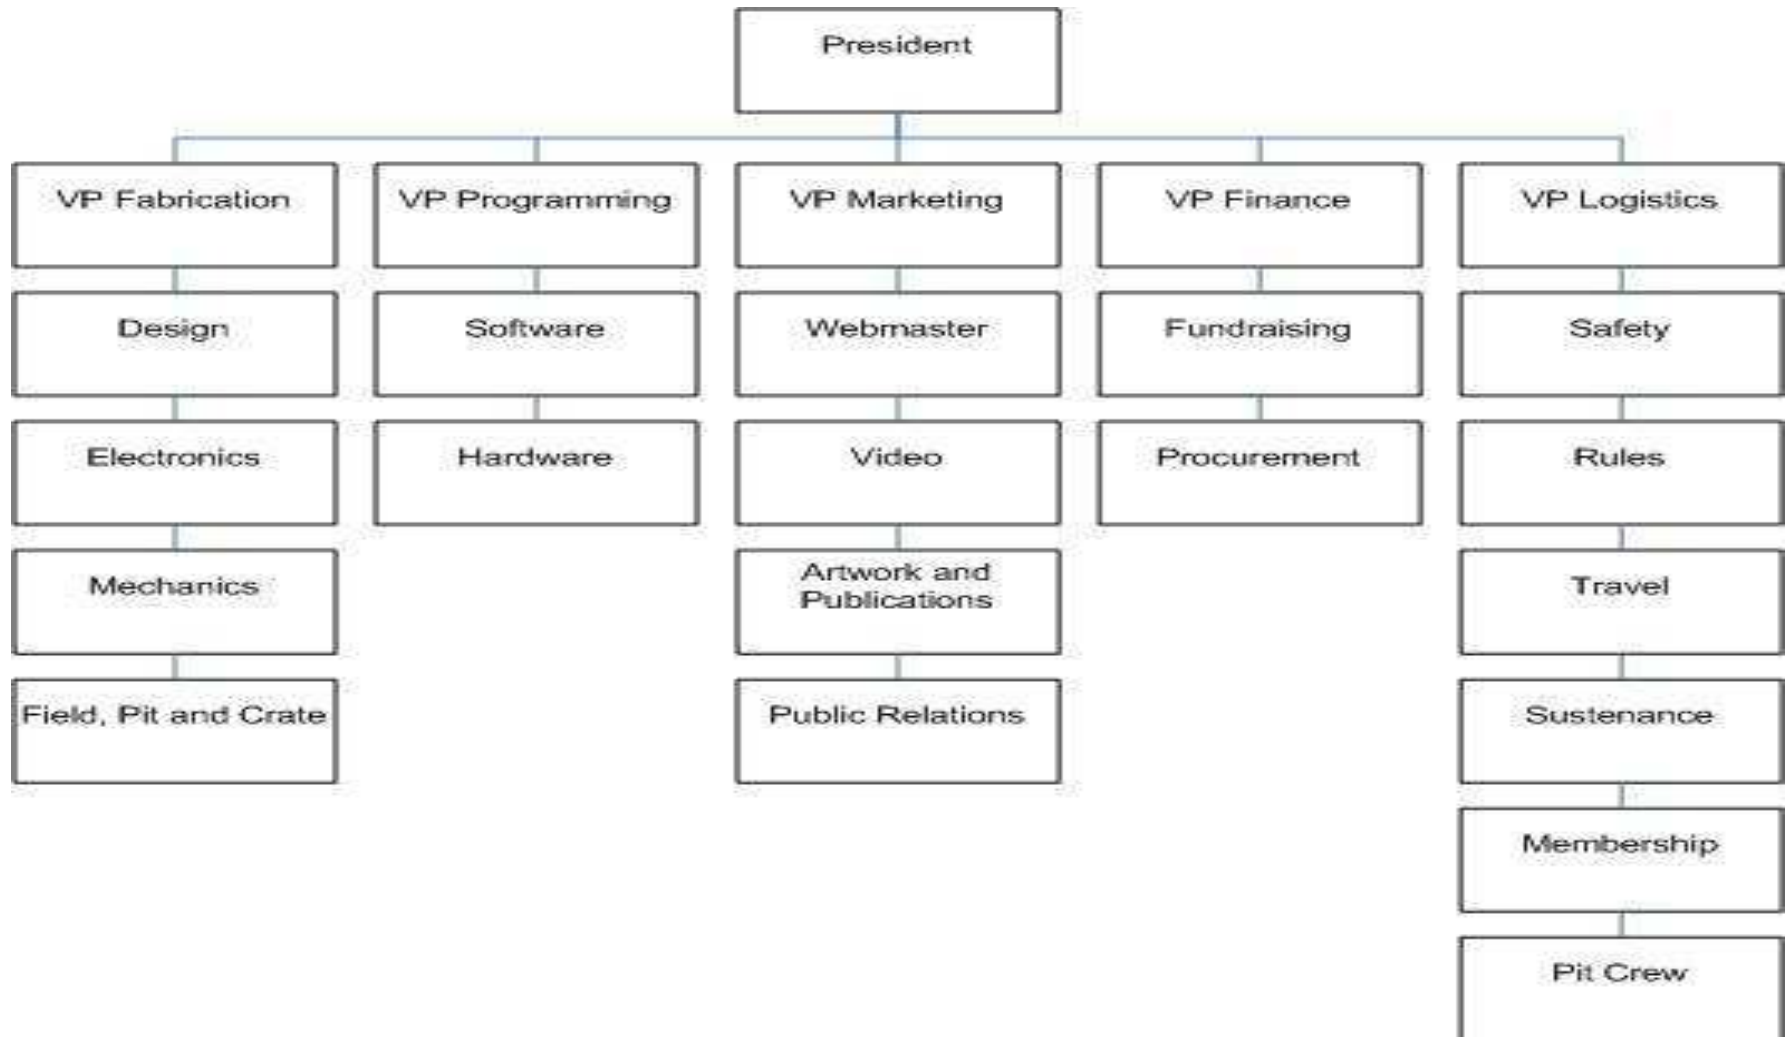 President
VP Fabrication
VP Programming
VP Marketing
VP Finance
VP Logistics
Design
Software
Webmaster
Fundraising
Safety
Electronics
Hardware
Video
Procurement
Rules
Mechanics
Artwork and
Publications
Travel
Field, Pit and Crate
Public Relations
Sustenance
Membership
Pit Crew